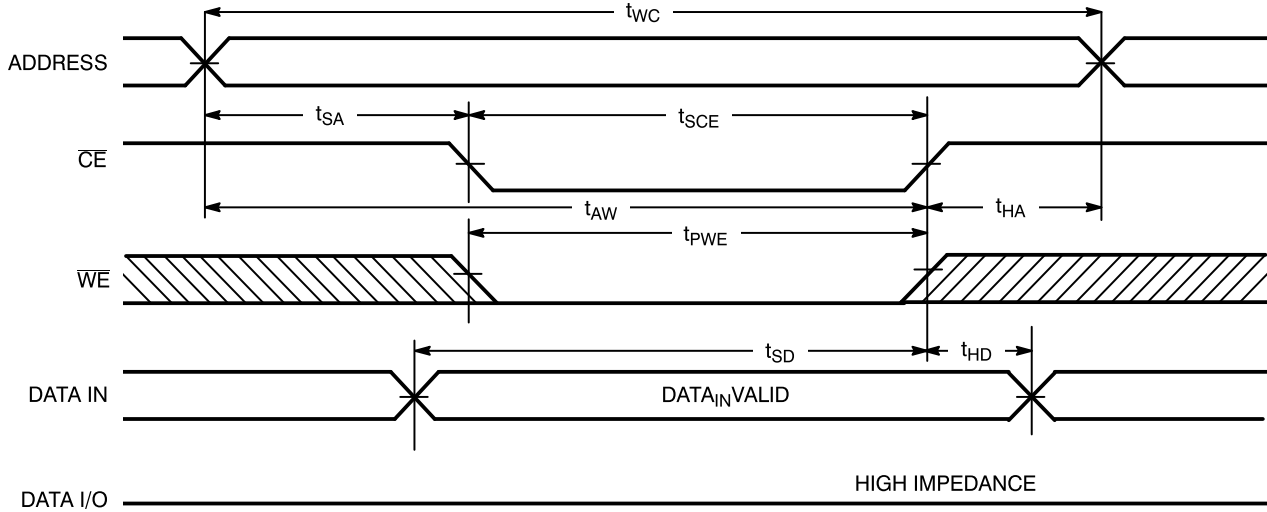 tWC
ADDRESS
tSA
tSCE
CE
tAW
tHA
tPWE
WE
tSD
tHD
DATA IN
DATAINVALID
HIGH IMPEDANCE
DATA I/O